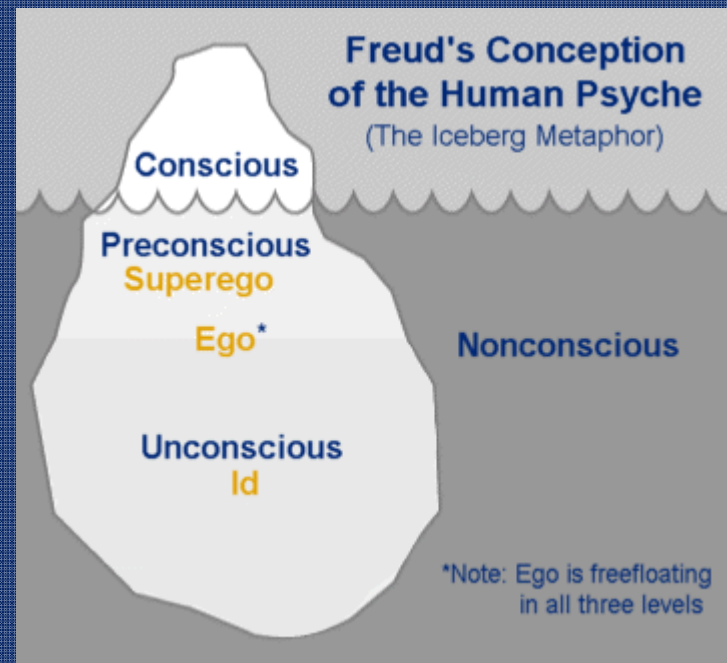 Freud's Conception
of the Human Psyche
(The Iceberg Metaphor)
Conscious
Preconscious
Superego
Ego*
Nonconscious
Unconscious
Id
*Note: Ego is freefloating
in all three levels